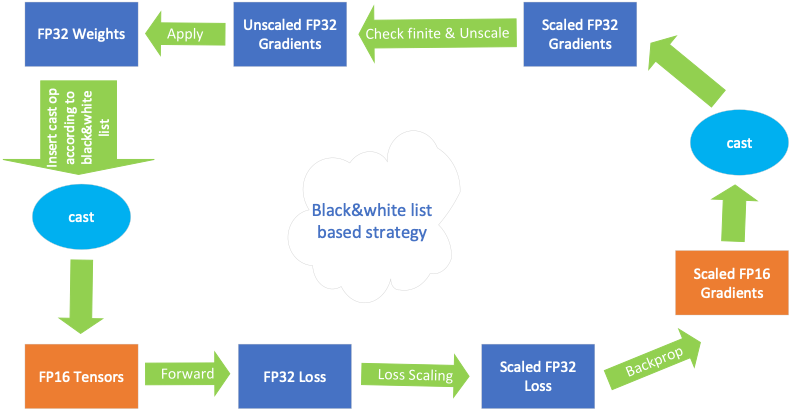 FP32 Weights
Apply
Unscaled FP32
Gradients
Check finite & Unscale
Scaled FP32
Gradients
Insert cast op
according to
black&white
list
cast
cast
Black&white list
based strategy
Scaled FP16
Gradients
FP16 Tensors
Forward
FP32 Loss
Loss Scaling
Scaled FP32
Loss
Backprop